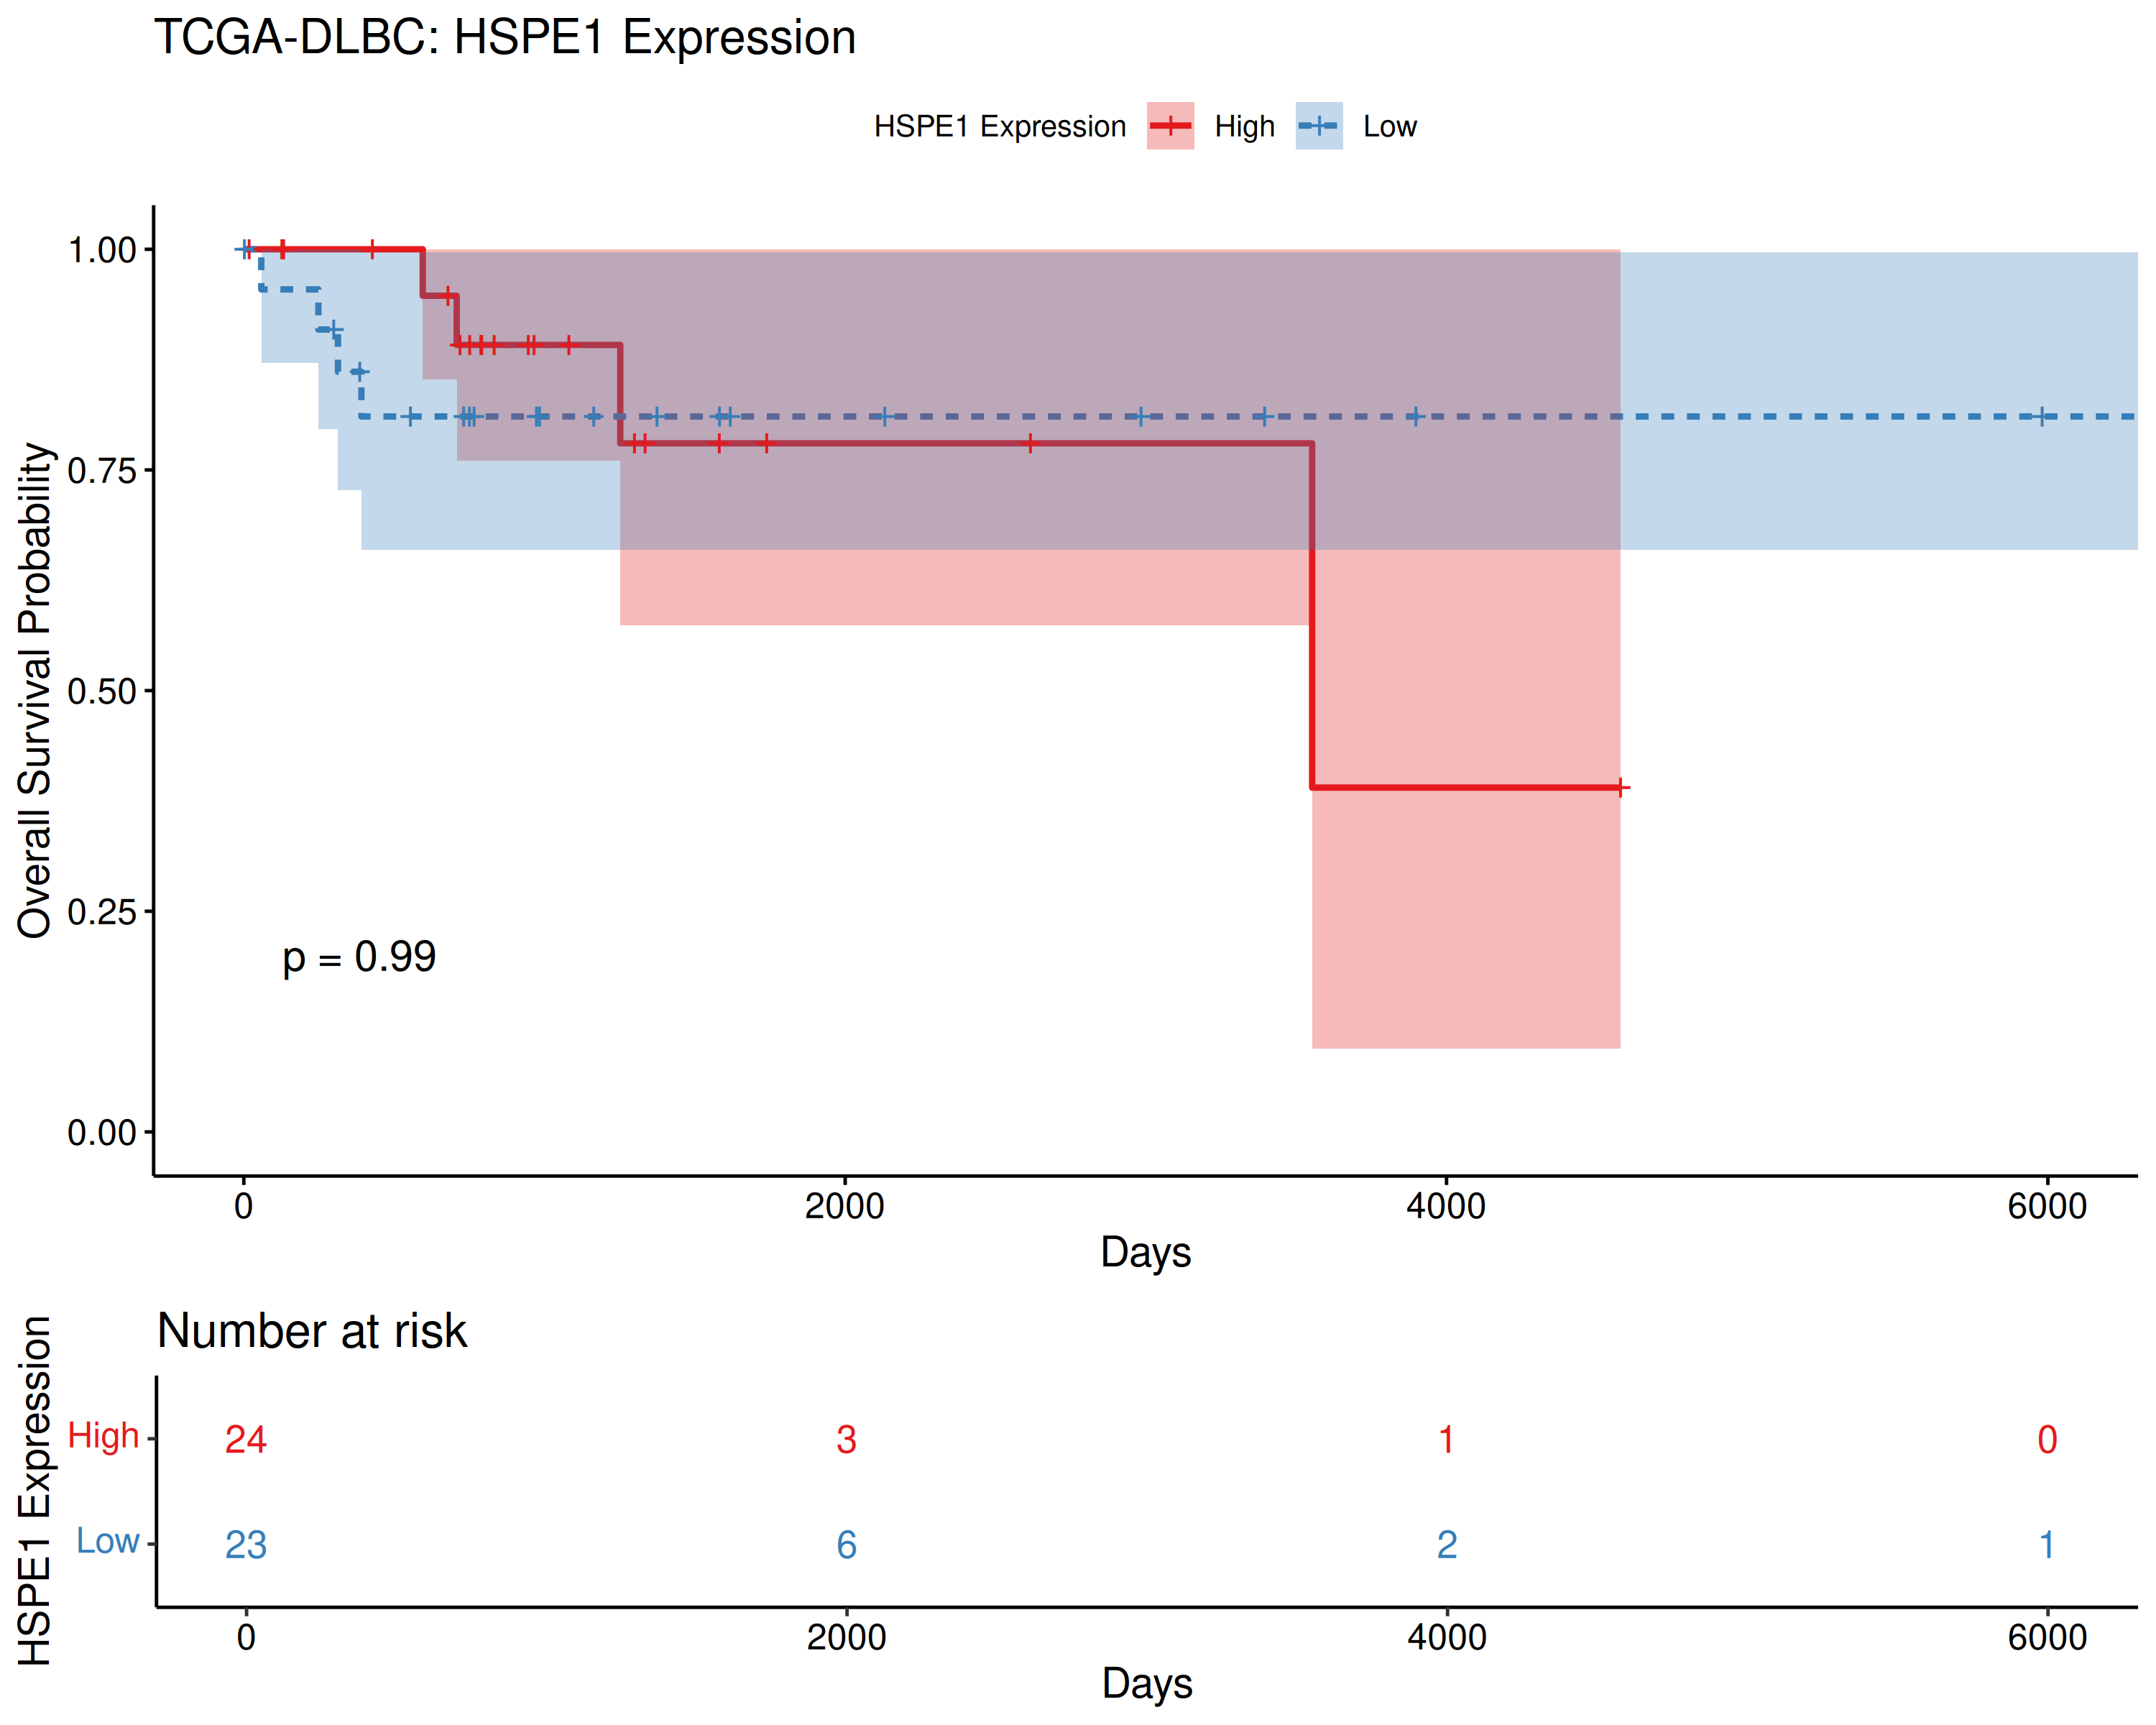 TCGA-DLBC: HSPE1 Expression
HSPE1 Expression High Low
Overall Survival Probability
1.00
0.75
0.50
0.25
0.00
p = 0.99
0 2000 4000 6000
Days
Number at risk
HSPE1 Expression
High 24 3 1 0
Low 23 6 2 1
0 2000 4000 6000
Days